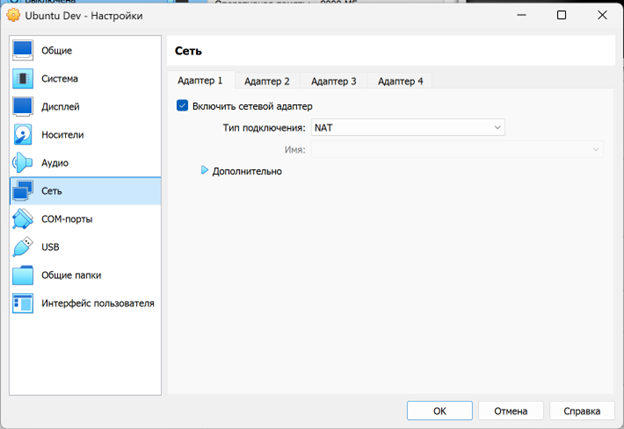 Ubuntu Dev - Настройки
Общие
Система
Дисплей
Носители
Аудио
Сеть
COM-порты
USB
Общие папки
Интерфейс пользователя
Сеть
Адаптер 1 Адаптер 2 Адаптер 3 Адаптер 4
Включить сетевой адаптер
Тип подключения: NAT
Имя:
Дополнительно
ОК Отмена Справка